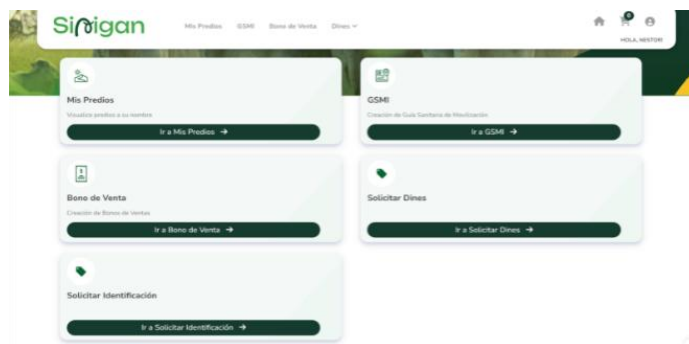 Sinigan
Mis Predios GSMI Bono de Venta Dines
0
HOLA, NESTOR
Mis Predios
Visualize predios a su nombre
Ir a Mis Predios →
GSMI
Creación de Guía Sanitaria de Movilización
Ir a GSMI →
Bono de Venta
Creación de Bonos de Ventas
Ir a Bono de Venta →
Solicitar Dines
Ir a Solicitar Dines →
Solicitar Identificación
Ir a Solicitar Identificación →